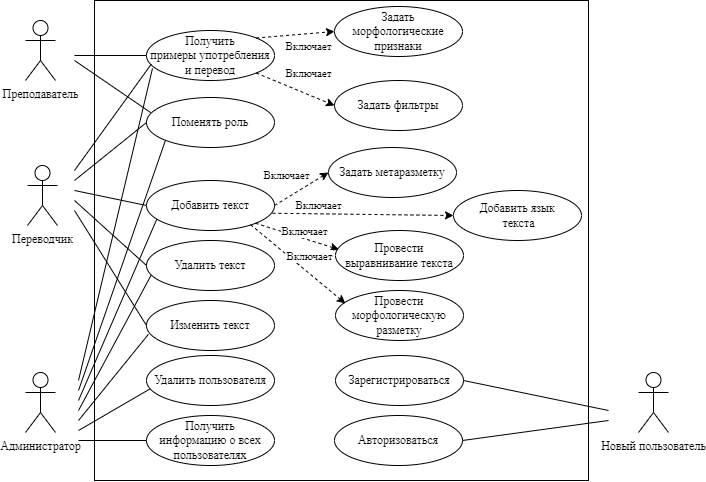 Преподаватель
Переводчик
Администратор
Получить
примеры употребления
и перевод
Включает
Задать
морфологические
признаки
Включает
Задать фильтры
Поменять роль
Добавить текст
Включает
Задать метаразметку
Включает
Добавить язык
текста
Включает
Провести
выравнивание текста
Включает
Провести
морфологическую
разметку
Удалить текст
Изменить текст
Удалить пользователя
Получить
информацию о всех
пользователях
Зарегистрироваться
Авторизоваться
Новый пользователь